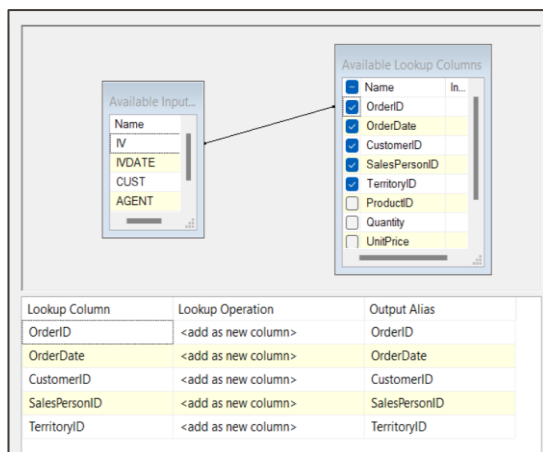 Available Input...
Name
IV
IVDATE
CUST
AGENT
Available Lookup Columns
Name In...
OrderID
OrderDate
CustomerID
SalesPersonID
TerritoryID
ProductID
Quantity
UnitPrice
Lookup Column Lookup Operation Output Alias
OrderID <add as new column> OrderID
OrderDate <add as new column> OrderDate
CustomerID <add as new column> CustomerID
SalesPersonID <add as new column> SalesPersonID
TerritoryID <add as new column> TerritoryID